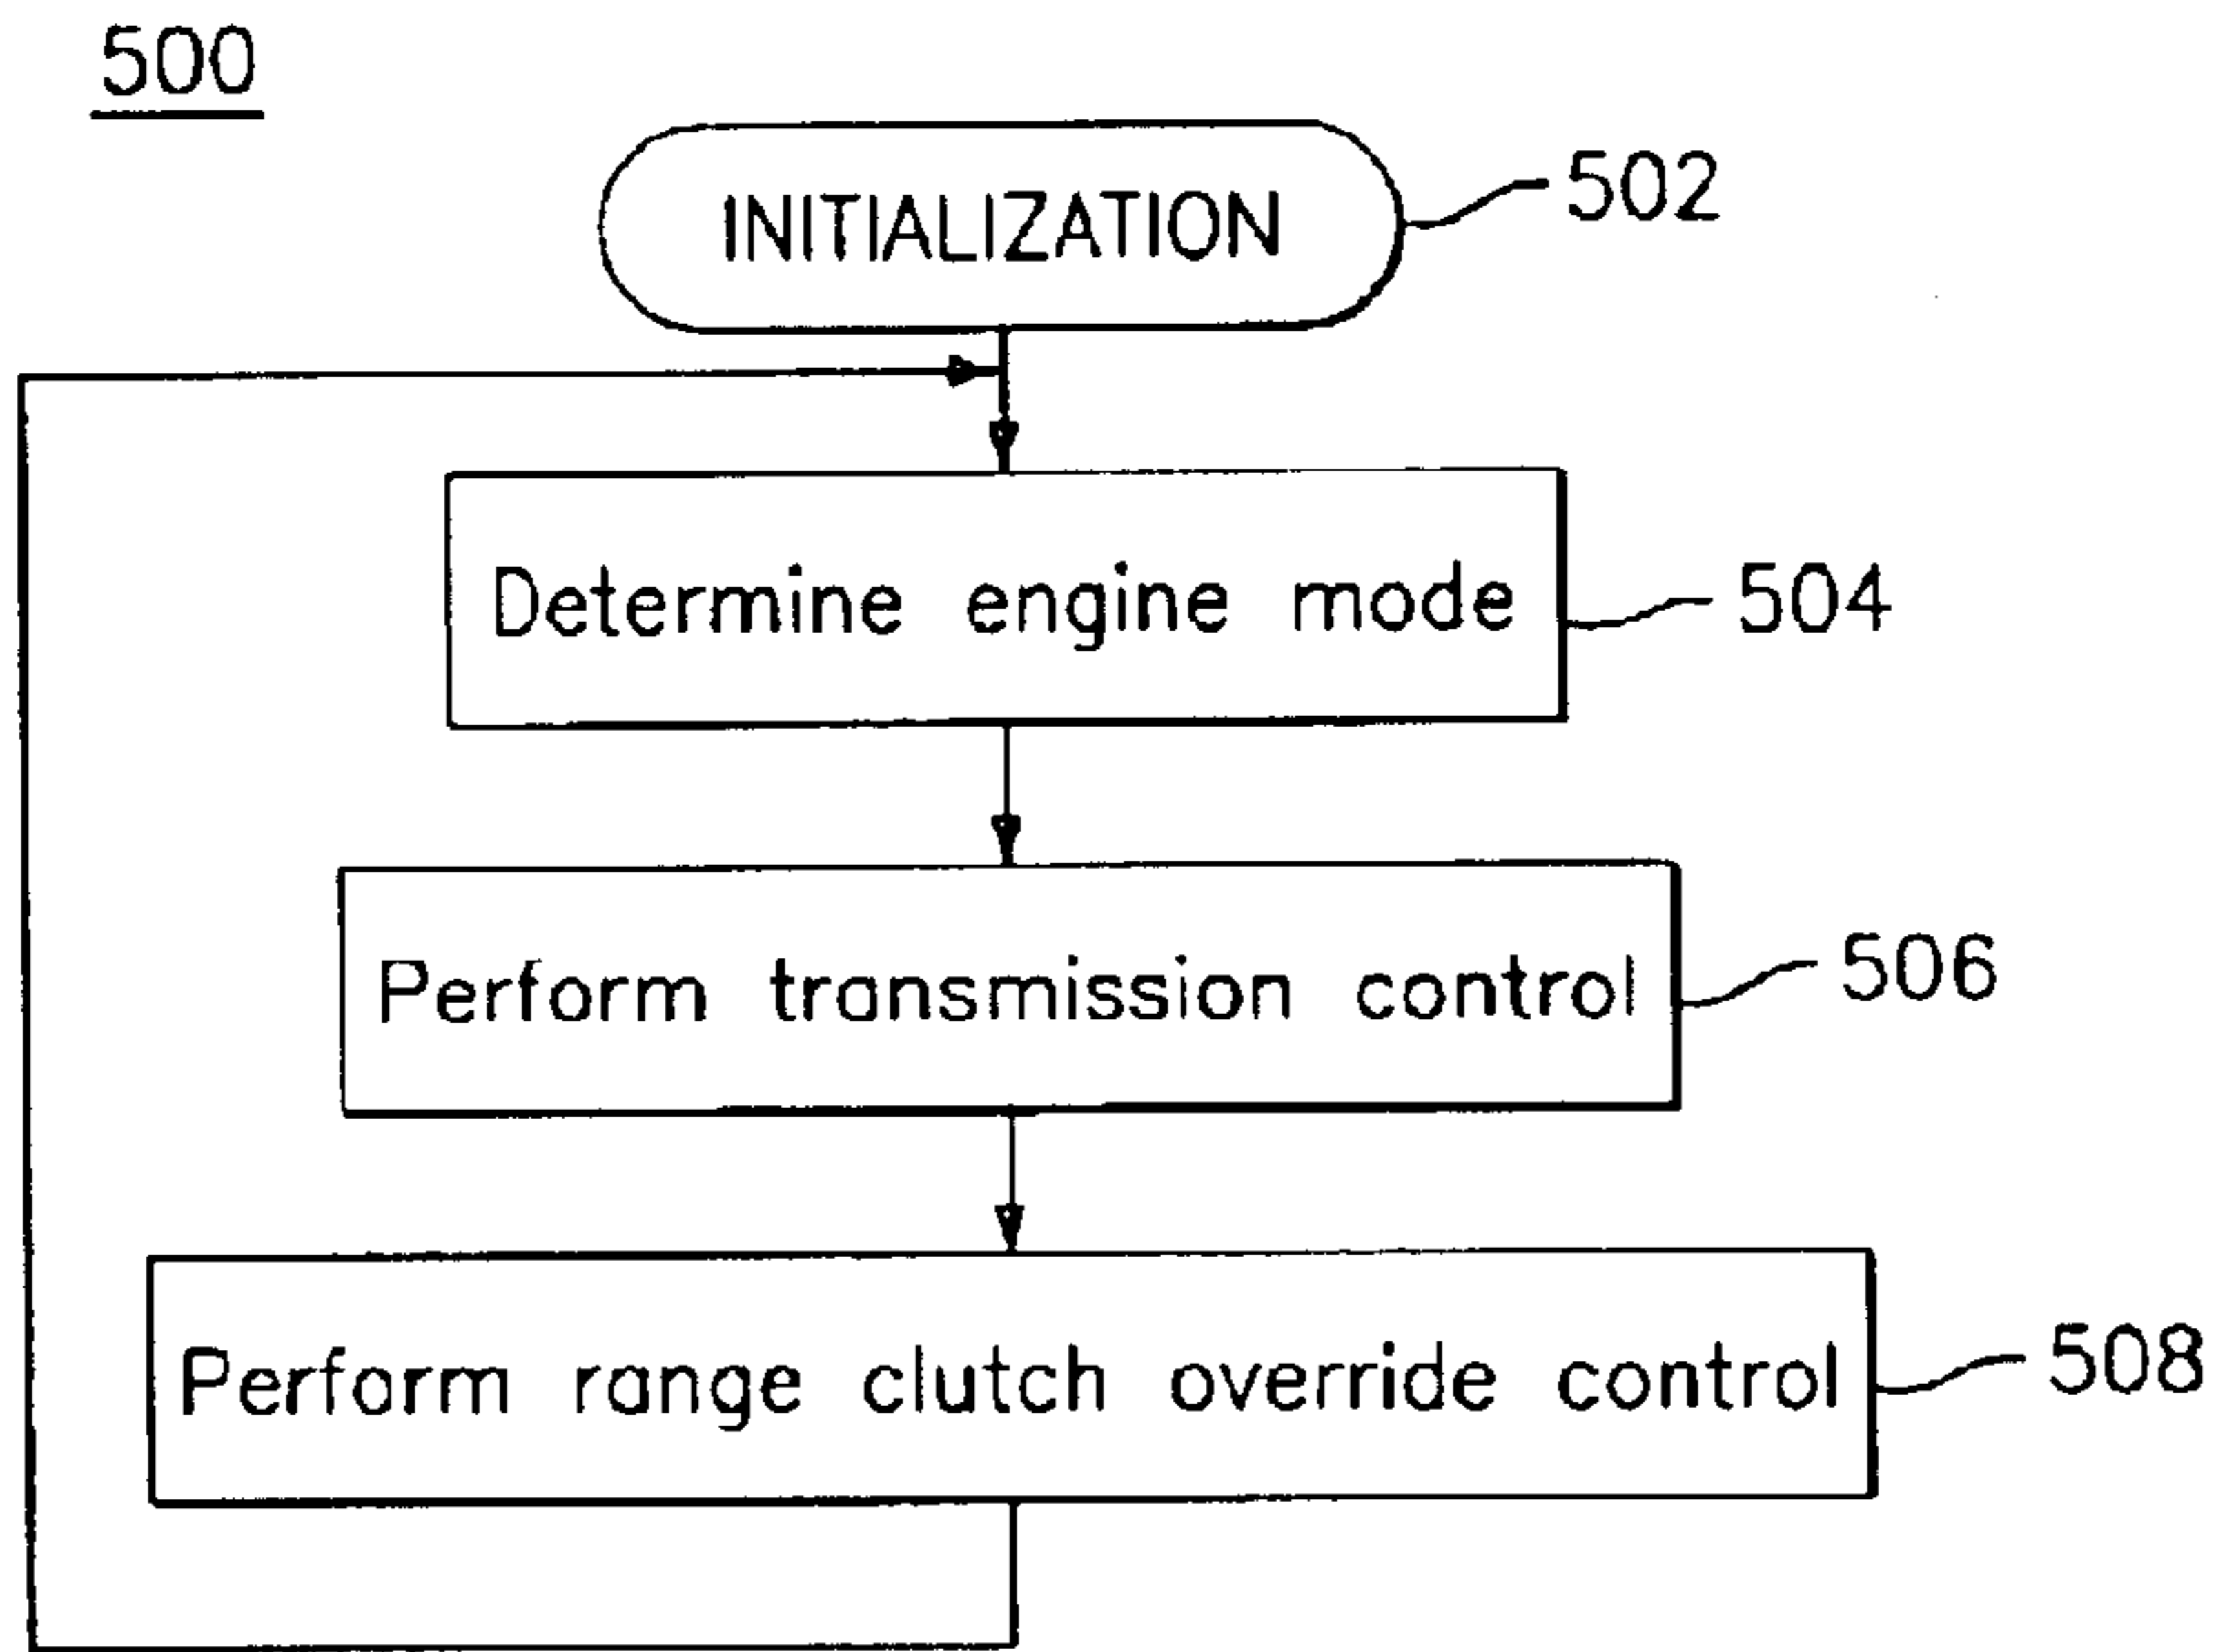 500
INITIALIZATION
502
Determine engine mode
504
Perform transmission control
506
Perform range clutch override control
508